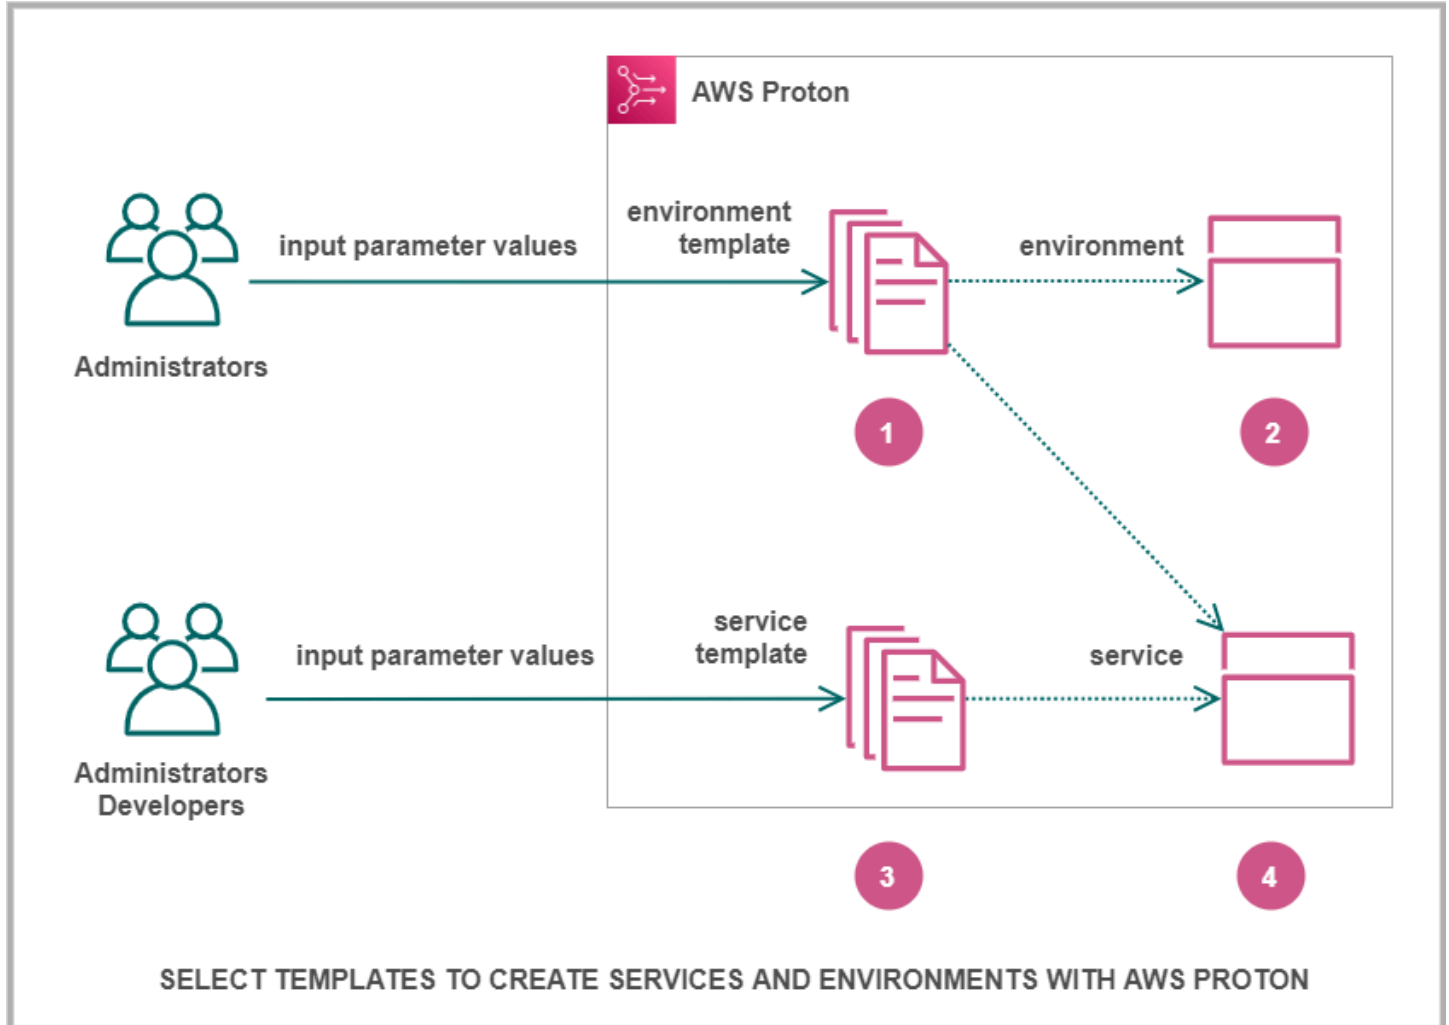 AWS Proton
environment
template
input parameter values
environment
Administrators
1
2
service
template
input parameter values
service
Administrators
Developers
3
4
SELECT TEMPLATES TO CREATE SERVICES AND ENVIRONMENTS WITH AWS PROTON